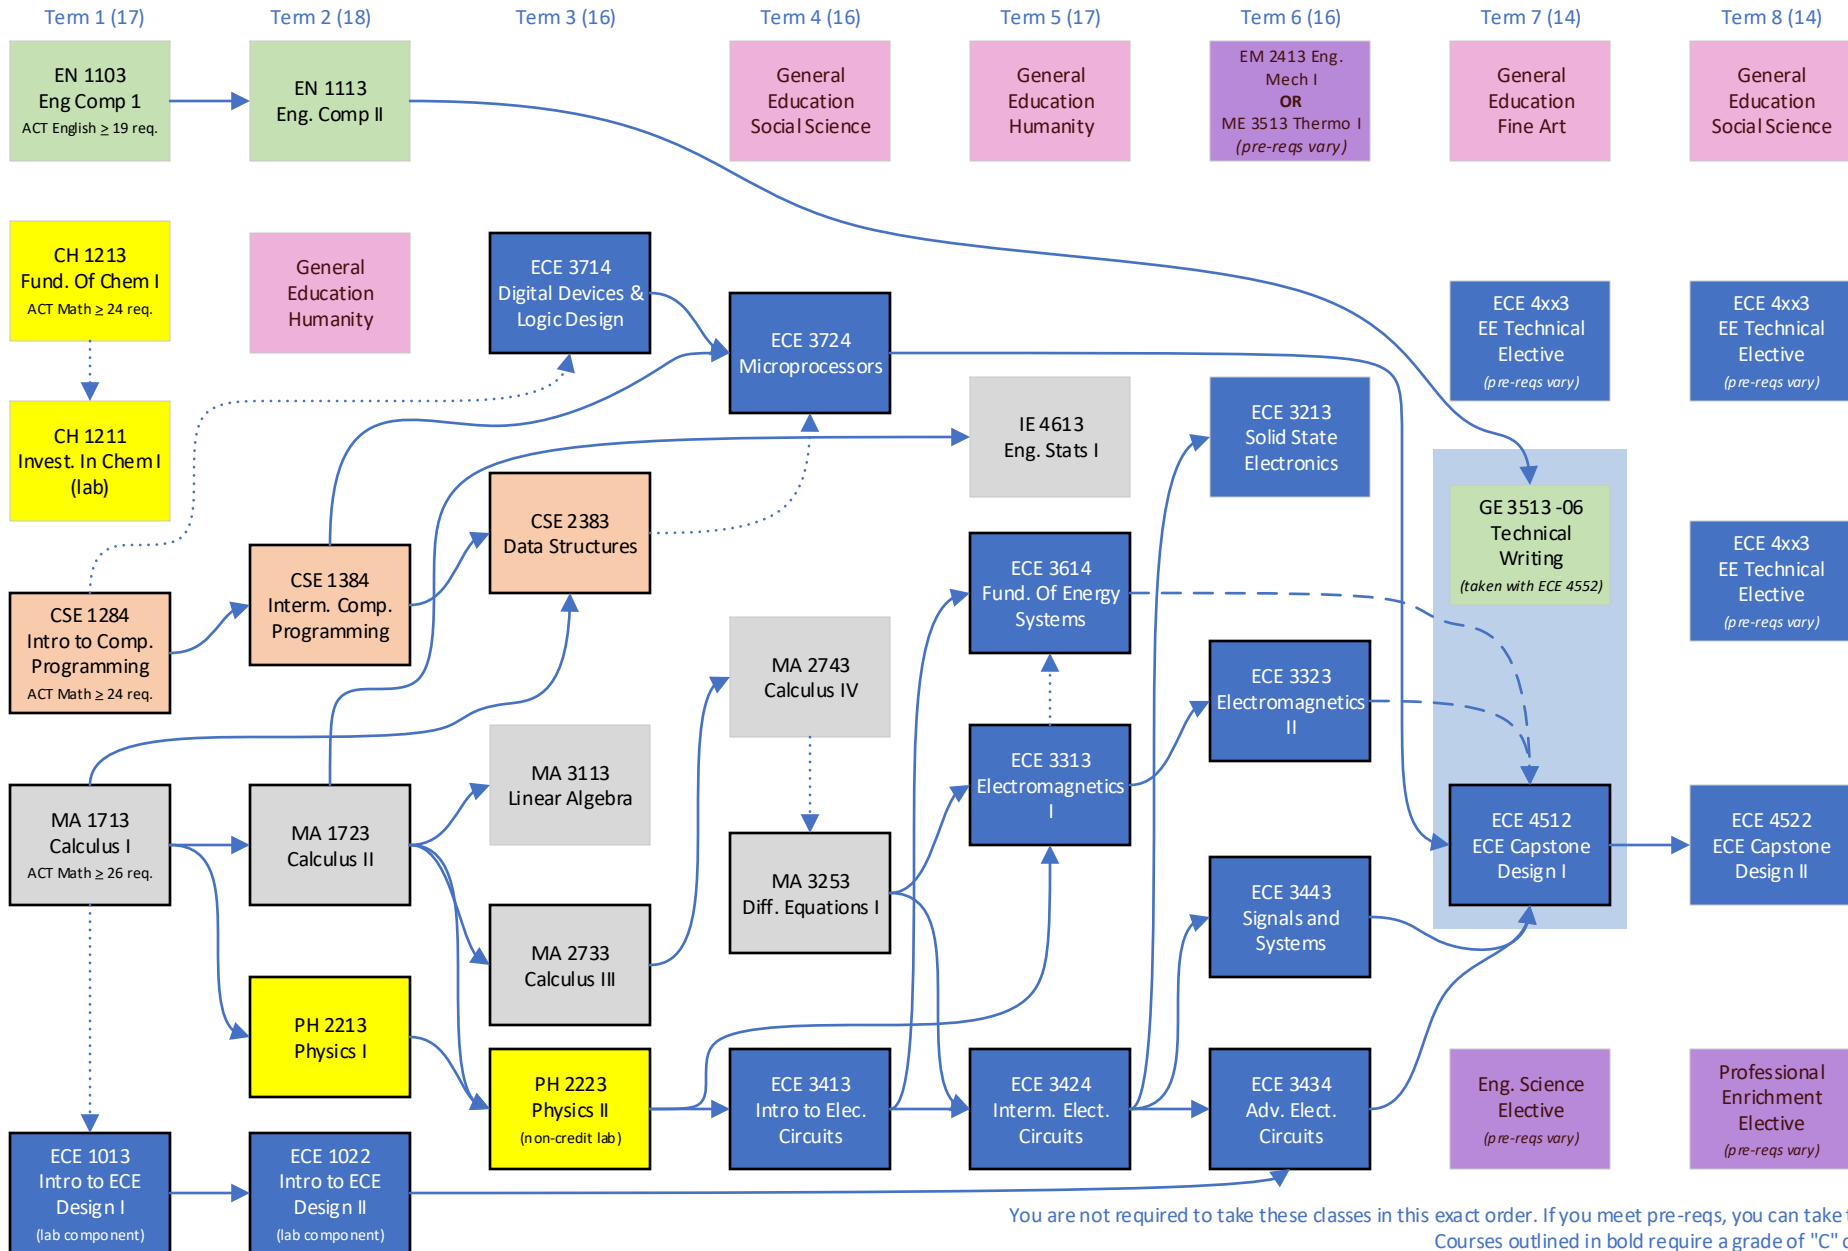 Term 1 (17)
Term 2 (18)
Term 3 (16)
Term 4 (16)
Term 5 (17)
Term 6 (16)
Term 7 (14)
Term 8 (14)
EN 1103
Eng Comp 1
ACT English ≥ 19 req.
EN 1113
Eng. Comp II
General
Education
Social Science
General
Education
Humanity
EM 2413 Eng.
Mech I
OR
ME 3513 Thermo I
(pre-reqs vary)
General
Education
Fine Art
General
Education
Social Science
CH 1213
Fund. Of Chem I
ACT Math ≥ 24 req.
General
Education
Humanity
ECE 3714
Digital Devices &
Logic Design
ECE 3724
Microprocessors
ECE 4xx3
EE Technical
Elective
(pre-reqs vary)
ECE 4xx3
EE Technical
Elective
(pre-reqs vary)
CH 1211
Invest. In Chem I
(lab)
IE 4613
Eng. Stats I
ECE 3213
Solid State
Electronics
CSE 2383
Data Structures
GE 3513 -06
Technical
Writing
(taken with ECE 4552)
ECE 4xx3
EE Technical
Elective
(pre-reqs vary)
CSE 1284
Intro to Comp.
Programming
ACT Math ≥ 24 req.
CSE 1384
Interm. Comp.
Programming
ECE 3614
Fund. Of Energy
Systems
MA 2743
Calculus IV
ECE 3323
Electromagnetics
II
MA 1713
Calculus I
ACT Math ≥ 26 req.
MA 1723
Calculus II
MA 3113
Linear Algebra
ECE 3313
Electromagnetics
I
ECE 4512
ECE Capstone
Design I
ECE 4522
ECE Capstone
Design II
MA 2733
Calculus III
MA 3253
Diff. Equations I
ECE 3443
Signals and
Systems
PH 2213
Physics I
PH 2223
Physics II
(non-credit lab)
ECE 3413
Intro to Elec.
Circuits
ECE 3424
Interm. Elect.
Circuits
ECE 3434
Adv. Elect.
Circuits
Eng. Science
Elective
(pre-reqs vary)
Professional
Enrichment
Elective
(pre-reqs vary)
ECE 1013
Intro to ECE
Design I
(lab component)
ECE 1022
Intro to ECE
Design II
(lab component)
You are not required to take these classes in this exact order. If you meet pre-reqs, you can take
Courses outlined in bold require a grade of "C"